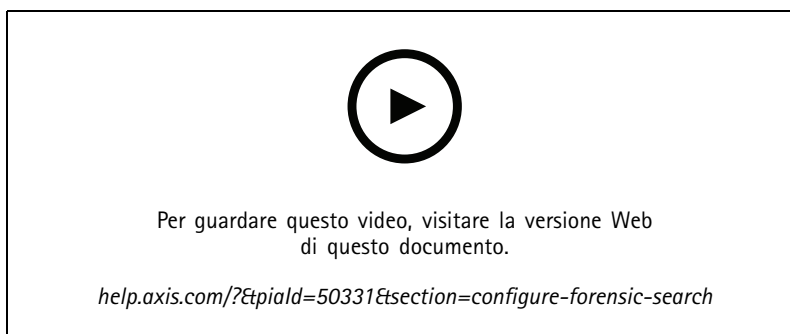 Per guardare questo video, visitare la versione Web
di questo documento.
help.axis.com/?&piaId=50331&section=configure-forensic-search